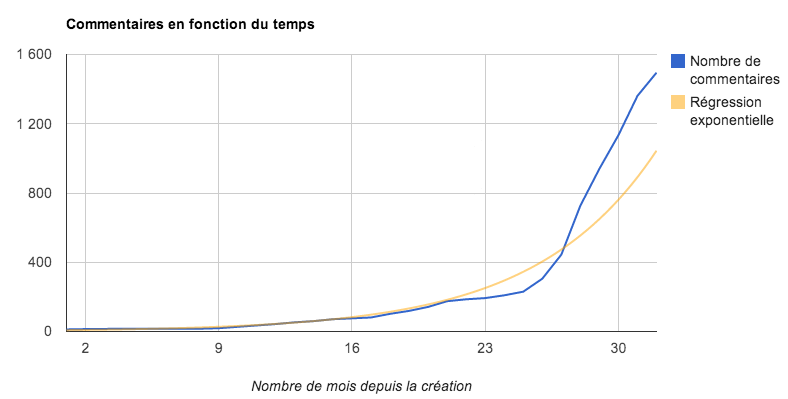 Commentaires en fonction du temps
1 600
1 200
800
400
0
2
9
16
23
30
Nombre de mois depuis la création
Nombre de
commentaires
Régression
exponentielle